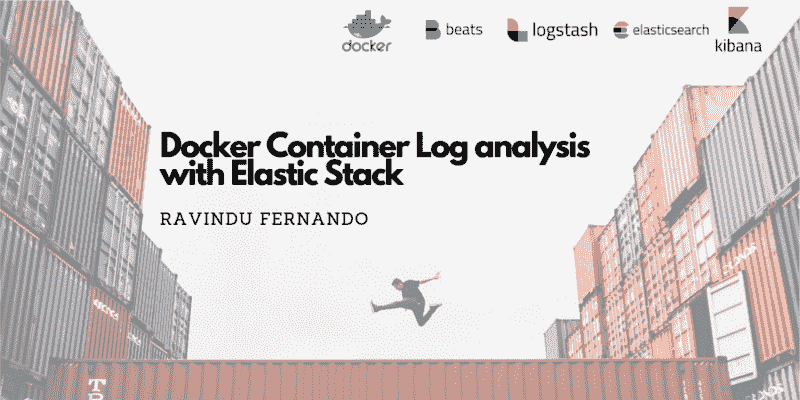 docker
beats
logstash
elasticsearch
kibana
Docker Container Log analysis
with Elastic Stack
RAVINDU FERNANDO